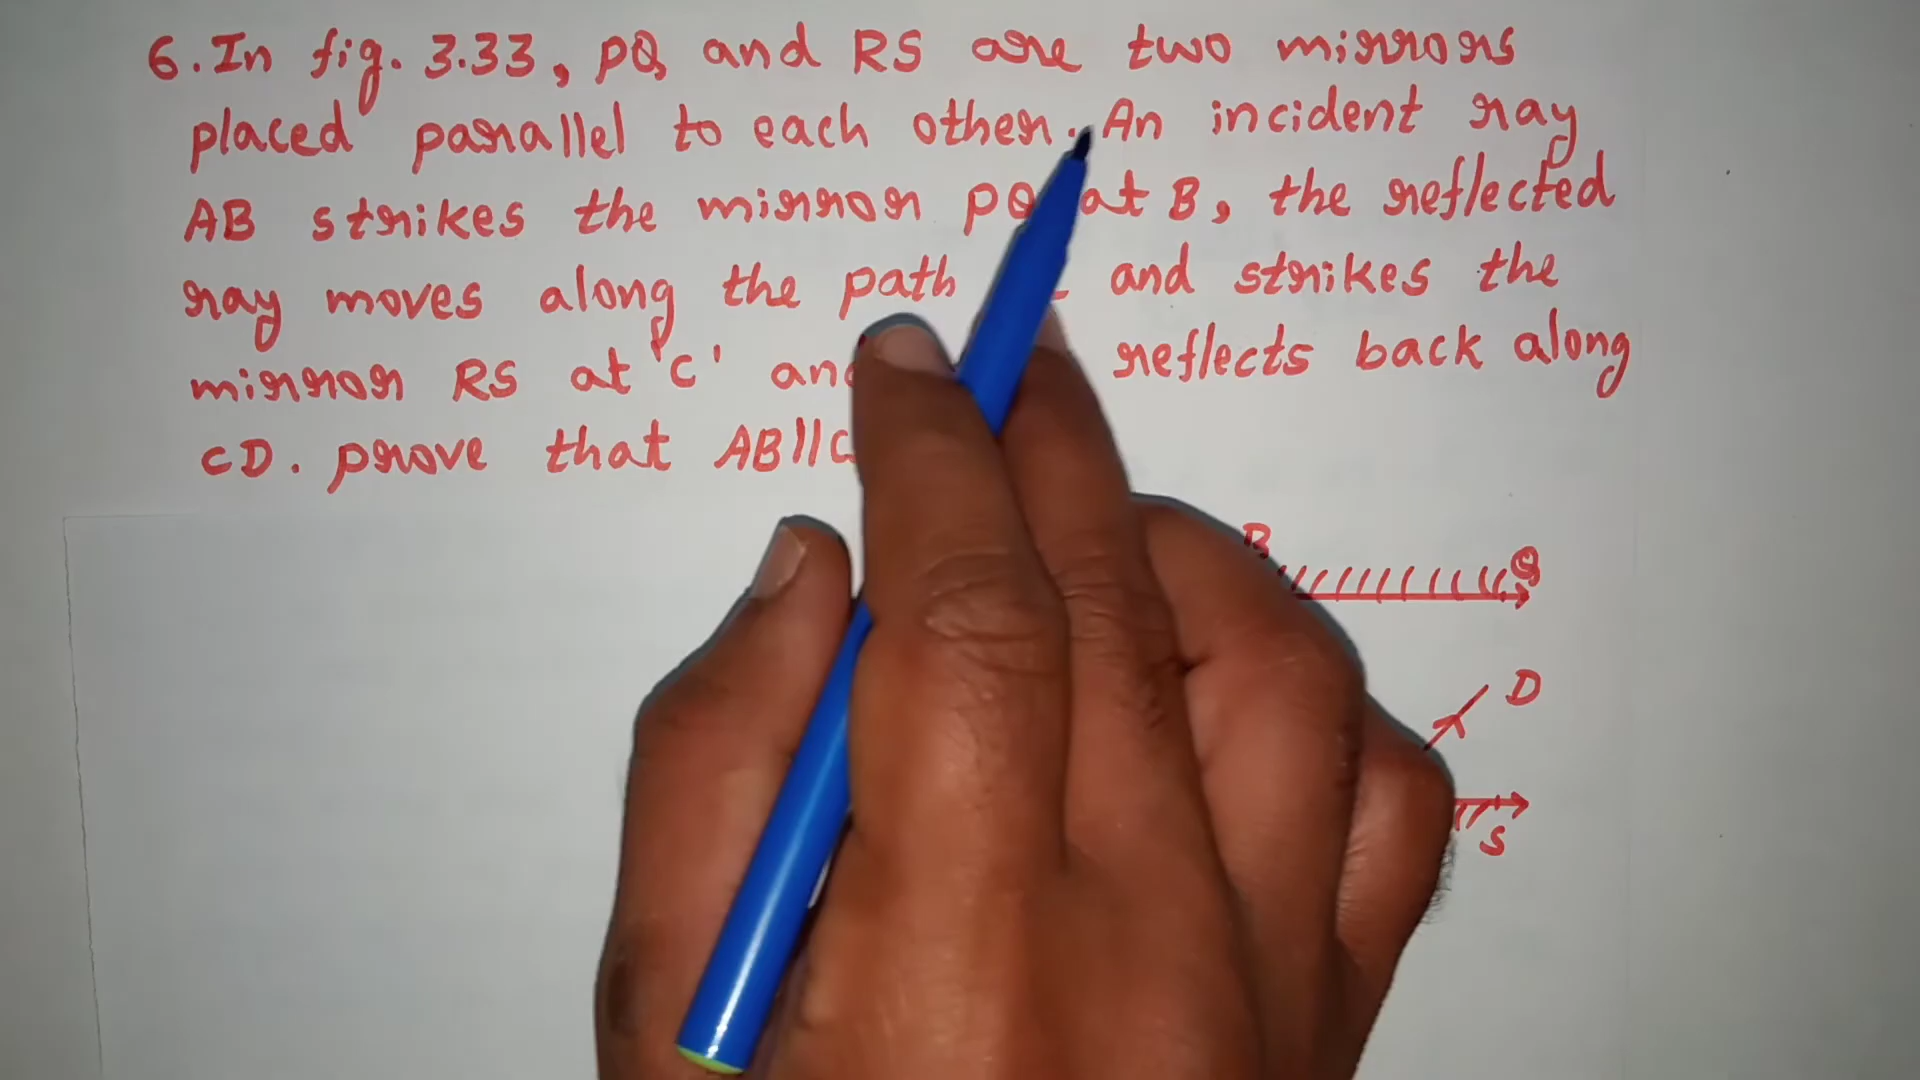 6. In fig. 3.33, PQ and RS are two mirrors
placed parallel to each other. An incident ray
AB strikes the mirror PQ at B, the reflected
ray moves along the path and strikes the
mirror RS at 'C' and reflects back along
CD. prove that AB||C
B
Q
D
S